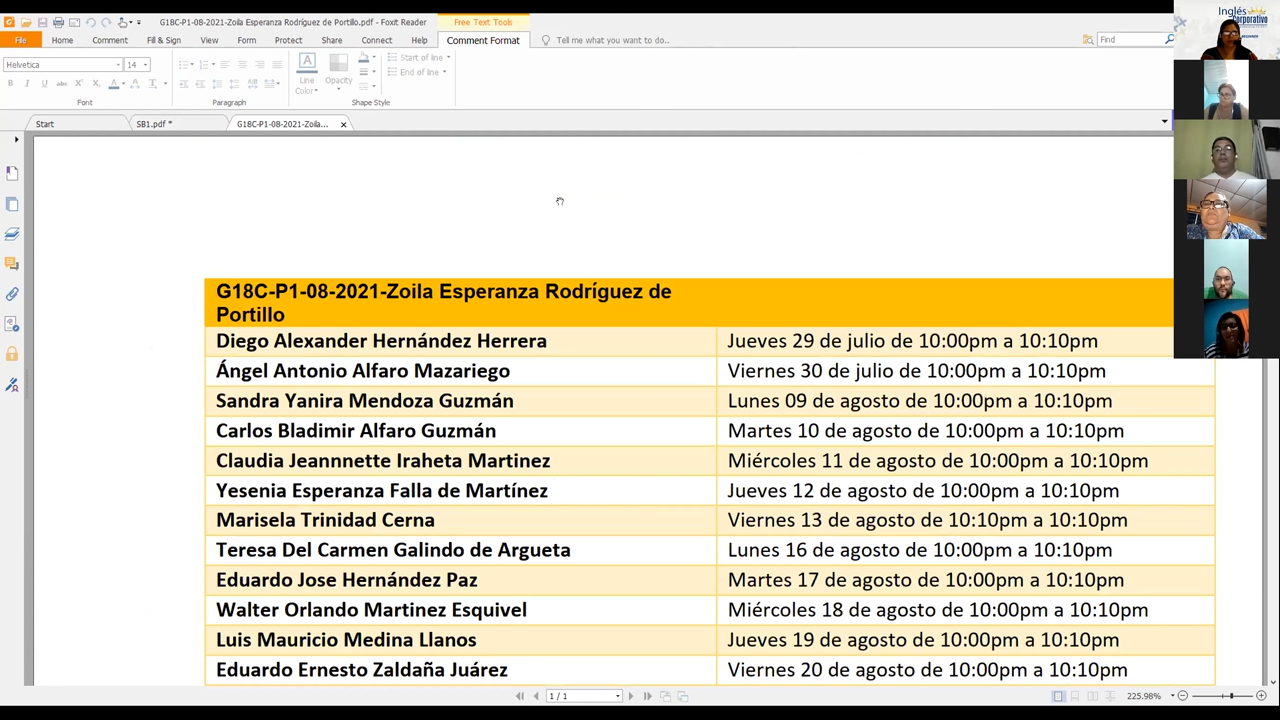 G18C-P1-08-2021-Zoila Esperanza Rodríguez de Portillo.pdf - Foxit Reader
Free Text Tools
File Home Comment Fill & Sign View Form Protect Share Connect Help Comment Format Tell me what you want to do.. Find
Helvetica 14
Line Color
Opacity
Start of line
End of line
Font Paragraph Shape Style
Start SB1.pdf * G18C-P1-08-2021-Zoila...
Inglés
Corporativo
G18C-P1-08-2021-Zoila Esperanza Rodríguez de
Portillo
Diego Alexander Hernández Herrera Jueves 29 de julio de 10:00pm a 10:10pm
Ángel Antonio Alfaro Mazariego Viernes 30 de julio de 10:00pm a 10:10pm
Sandra Yanira Mendoza Guzmán Lunes 09 de agosto de 10:00pm a 10:10pm
Carlos Bladimir Alfaro Guzmán Martes 10 de agosto de 10:00pm a 10:10pm
Claudia Jeannnette Iraheta Martinez Miércoles 11 de agosto de 10:00pm a 10:10pm
Yesenia Esperanza Falla de Martínez Jueves 12 de agosto de 10:00pm a 10:10pm
Marisela Trinidad Cerna Viernes 13 de agosto de 10:10pm a 10:10pm
Teresa Del Carmen Galindo de Argueta Lunes 16 de agosto de 10:00pm a 10:10pm
Eduardo Jose Hernández Paz Martes 17 de agosto de 10:00pm a 10:10pm
Walter Orlando Martinez Esquivel Miércoles 18 de agosto de 10:00pm a 10:10pm
Luis Mauricio Medina Llanos Jueves 19 de agosto de 10:00pm a 10:10pm
Eduardo Ernesto Zaldaña Juárez Viernes 20 de agosto de 10:00pm a 10:10pm
1 / 1
225.98%